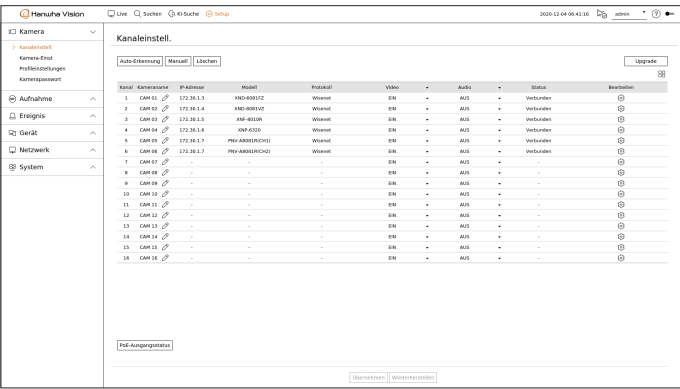 Hanwha Vision
Live Suchen KI-Suche Setup
2020-12-04 06:41:16 admin
Kamera
Kanaleinstell.
Kamera-Einst
Profileinstellungen
Kamerapasswort
Aufnahme
Ereignis
Gerät
Netzwerk
System
Kanaleinstell.
Auto-Erkennung Manuell Löschen Upgrade
Kanal Kameraname IP-Adresse Modell Protokoll Video Audio Status Bearbeiten
1 CAM 01 172.30.1.3 XND-6081FZ Wisenet EIN AUS Verbunden
2 CAM 02 172.30.1.4 XND-8081VZ Wisenet EIN AUS Verbunden
3 CAM 03 172.30.1.5 XNF-8010R Wisenet EIN AUS Verbunden
4 CAM 04 172.30.1.6 XNP-6320 Wisenet EIN AUS Verbunden
5 CAM 05 172.30.1.7 PNV-A8081R(CH1) Wisenet EIN AUS Verbunden
6 CAM 06 172.30.1.7 PNV-A8081R(CH2) Wisenet EIN AUS Verbunden
7 CAM 07 - - - EIN AUS -
8 CAM 08 - - - EIN AUS -
9 CAM 09 - - - EIN AUS -
10 CAM 10 - - - EIN AUS -
11 CAM 11 - - - EIN AUS -
12 CAM 12 - - - EIN AUS -
13 CAM 13 - - - EIN AUS -
14 CAM 14 - - - EIN AUS -
15 CAM 15 - - - EIN AUS -
16 CAM 16 - - - EIN AUS -
PoE-Ausgangsstatus
Übernehmen Wiederherstellen